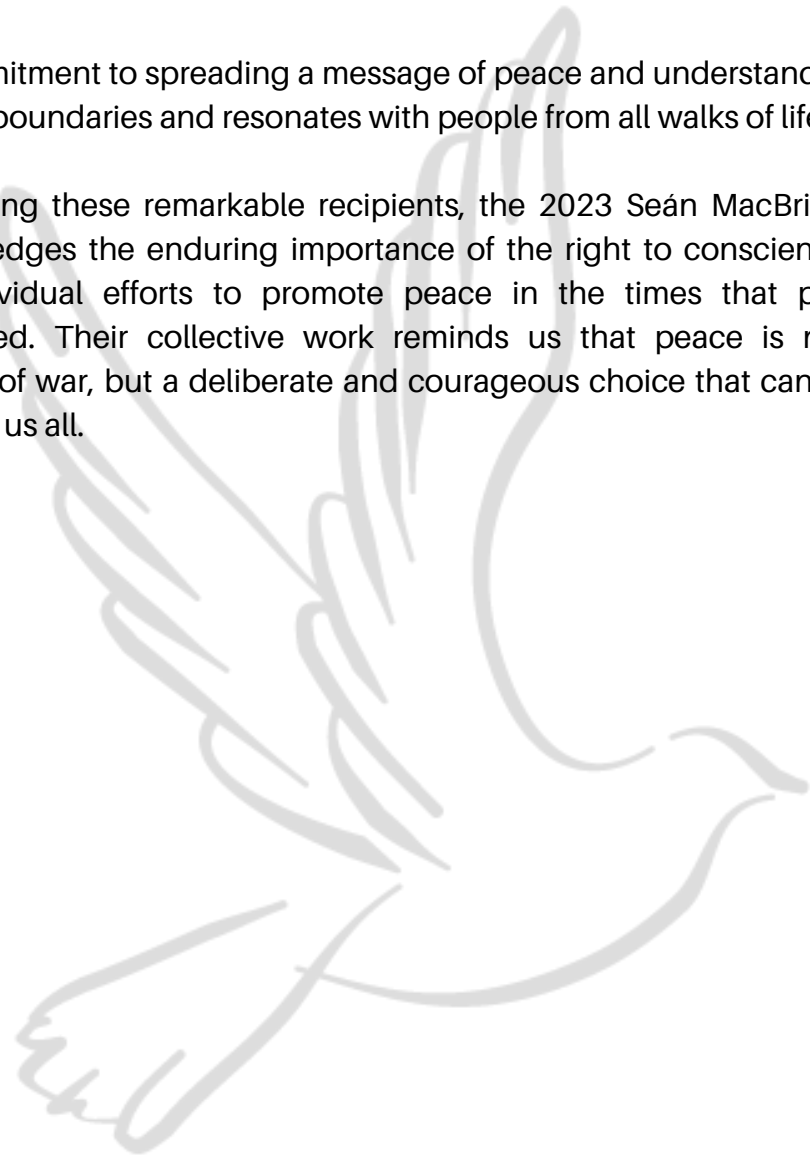 mitment to spreading a message of peace and understand
boundaries and resonates with people from all walks of life
ng these remarkable recipients, the 2023 Seán MacBri
edges the enduring importance of the right to conscien
vidual efforts to promote peace in the times that p
ed. Their collective work reminds us that peace is n
of war, but a deliberate and courageous choice that can
us all.